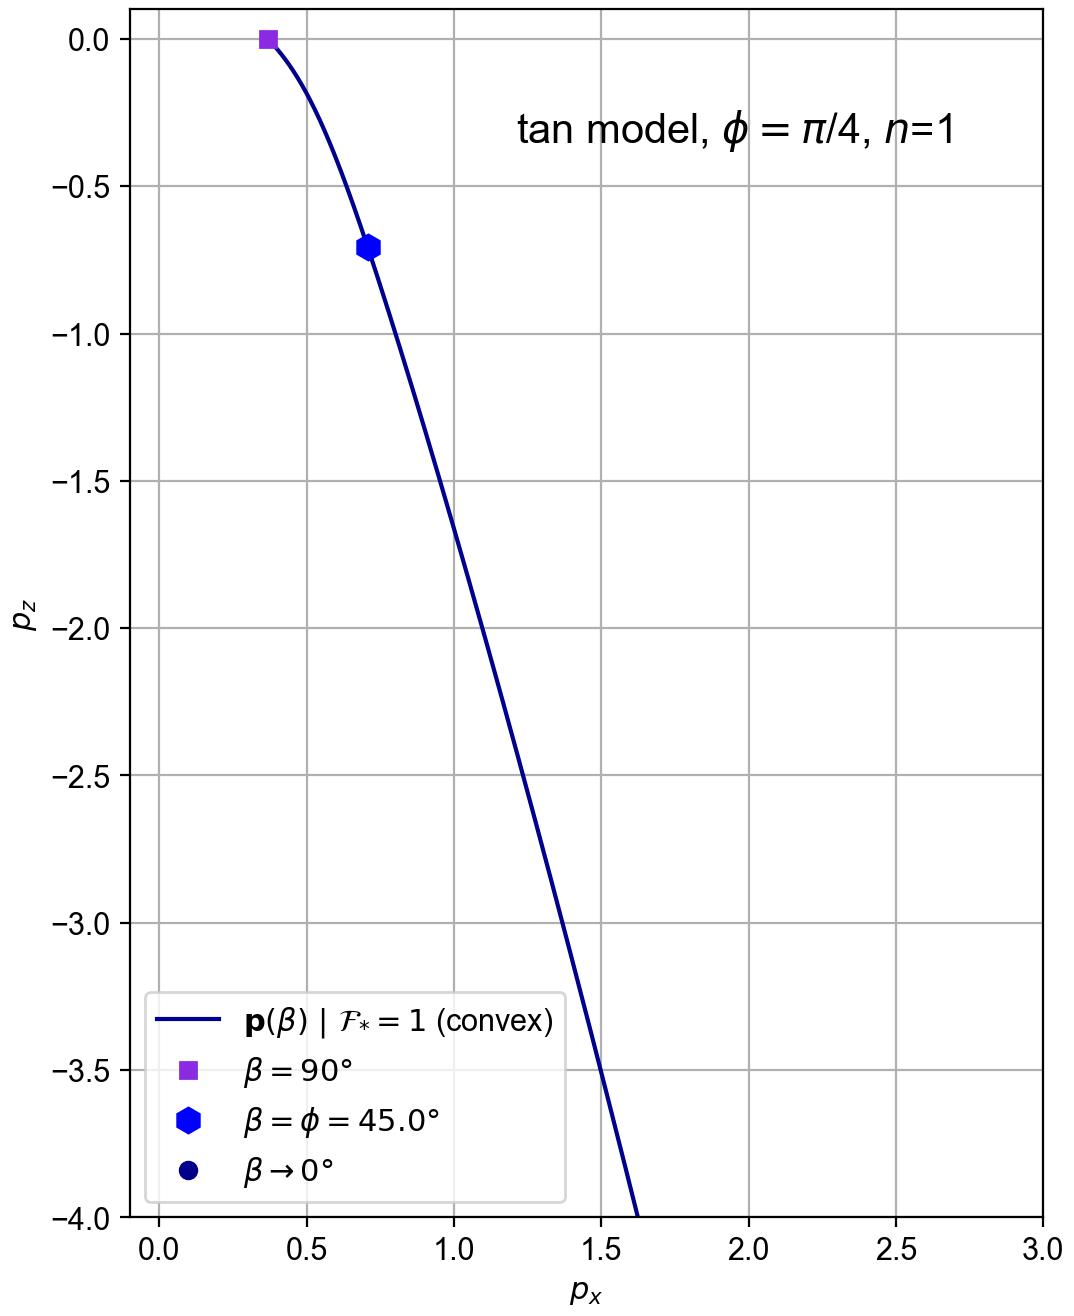 0.0
−0.5
−1.0
−1.5
−2.0
−2.5
−3.0
−3.5
−4.0
p_z
tan model, ϕ = π/4, n=1
p(β) | ℱ_* = 1 (convex)
β = 90°
β = ϕ = 45.0°
β → 0°
0.0 0.5 1.0 1.5 2.0 2.5 3.0
p_x